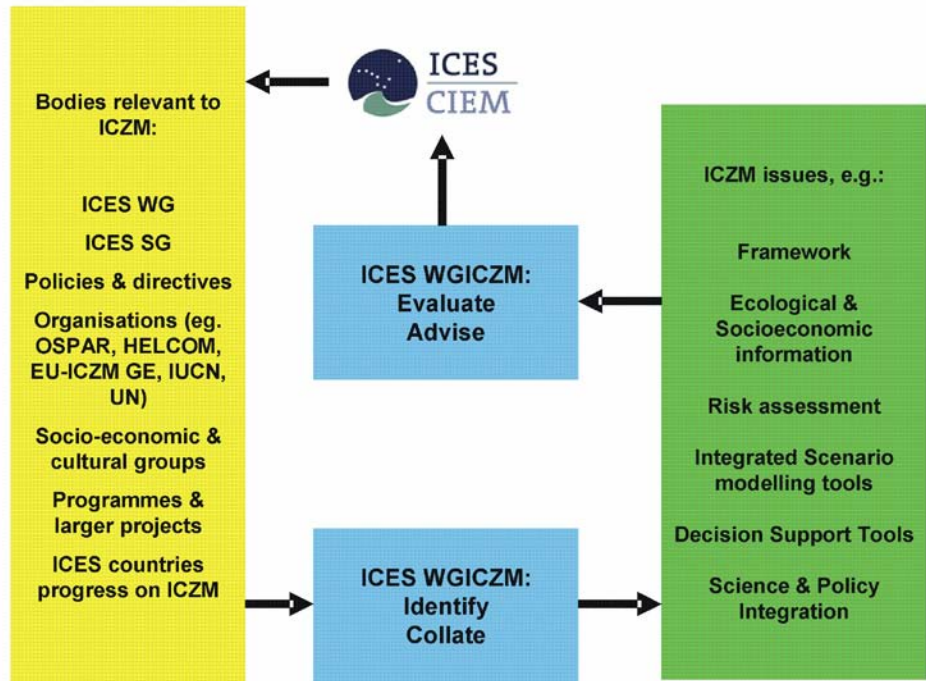 Bodies relevant to
ICZM:
ICES WG
ICES SG
Policies & directives
Organisations (eg.
OSPAR, HELCOM,
EU-ICZM GE, IUCN,
UN)
Socio-economic &
cultural groups
Programmes &
larger projects
ICES countries
progress on ICZM
ICES
CIEM
ICES WGICZM:
Evaluate
Advise
ICES WGICZM:
Identify
Collate
ICZM issues, e.g.:
Framework
Ecological &
Socioeconomic
information
Risk assessment
Integrated Scenario
modelling tools
Decision Support Tools
Science & Policy
Integration